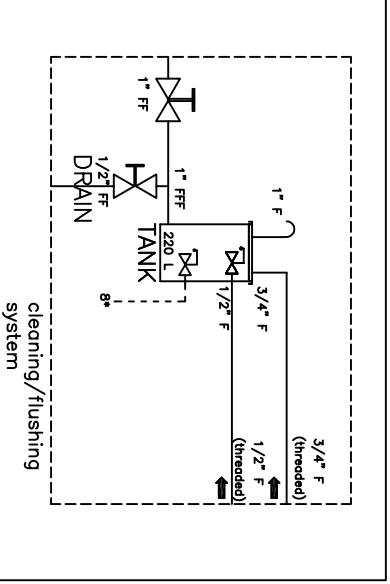 1" FF
1/2" FF
DRAIN
1" FFF
1" F
TANK
220 L
8*
3/4" F
1/2" F
3/4" F
(threaded)
1/2" F
(threaded)
cleaning/flushing
system